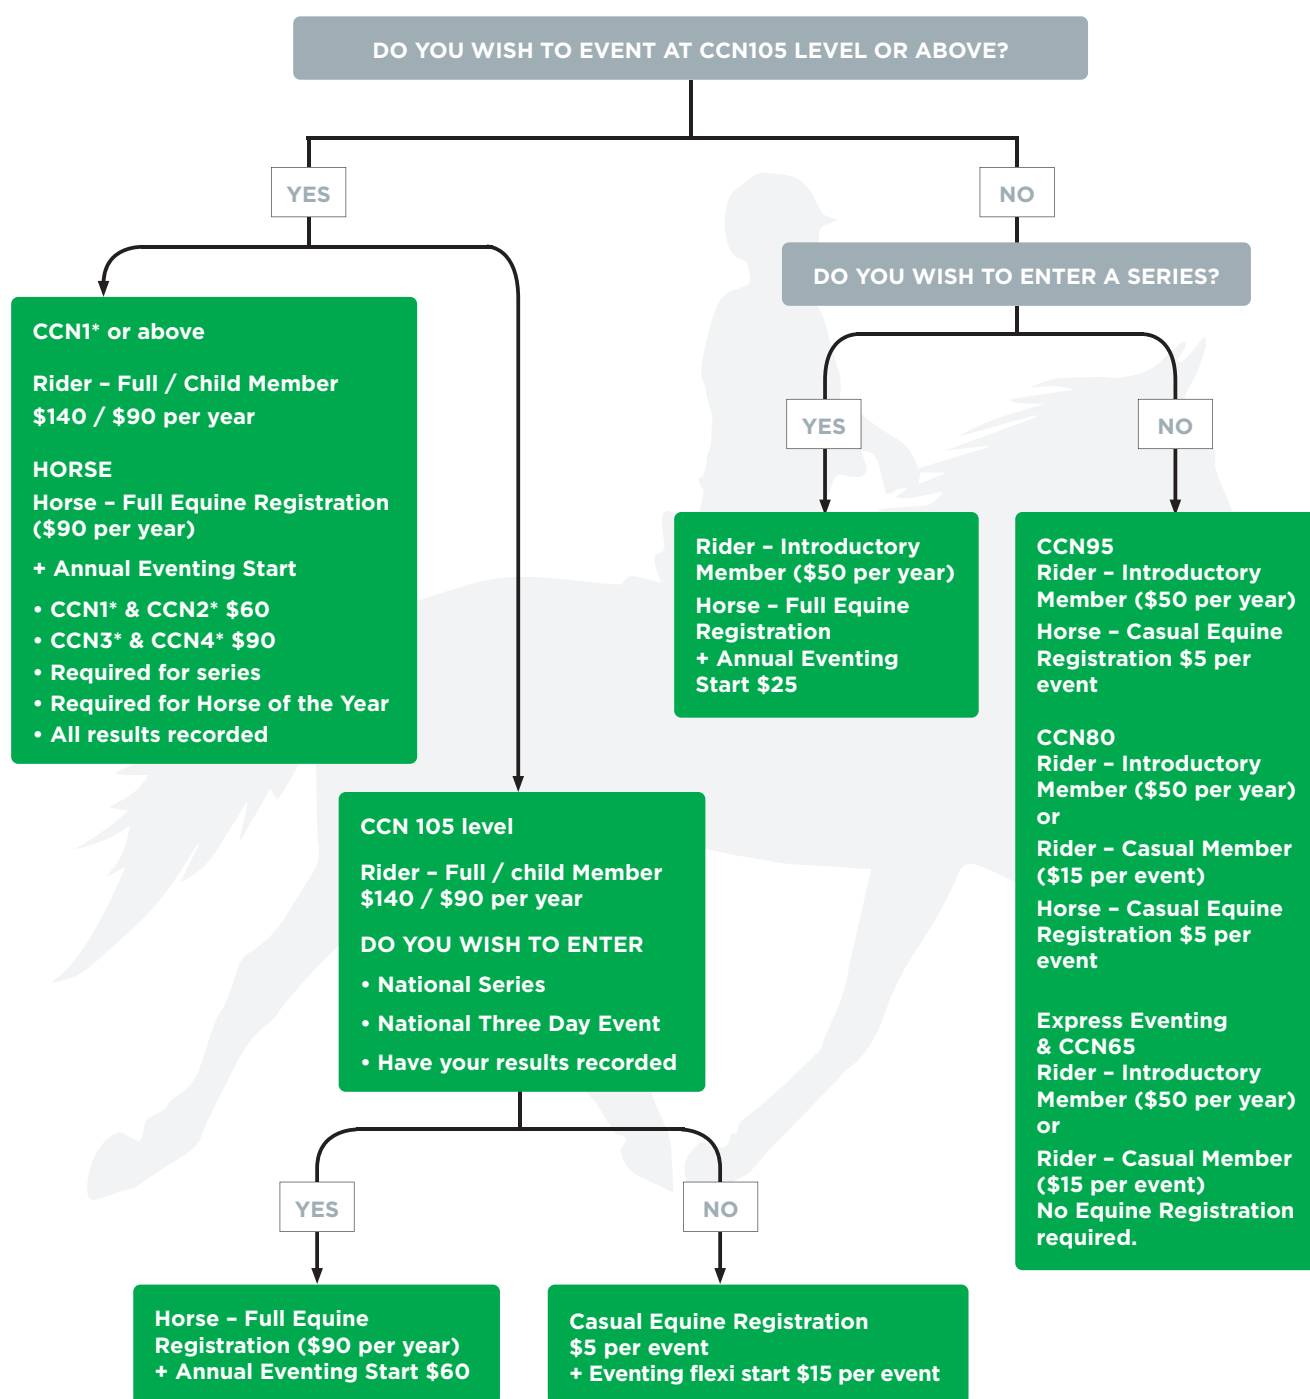 DO YOU WISH TO EVENT AT CCN105 LEVEL OR ABOVE?
YES
NO
DO YOU WISH TO ENTER A SERIES?
CCN1* or above
Rider – Full / Child Member
$140 / $90 per year
HORSE
Horse – Full Equine Registration
($90 per year)
+ Annual Eventing Start
• CCN1* & CCN2* $60
• CCN3* & CCN4* $90
• Required for series
• Required for Horse of the Year
• All results recorded
YES
NO
Rider – Introductory
Member ($50 per year)
Horse – Full Equine
Registration
+ Annual Eventing
Start $25
CCN95
Rider – Introductory
Member ($50 per year)
Horse – Casual Equine
Registration $5 per
event
CCN80
Rider – Introductory
Member ($50 per year)
or
Rider – Casual Member
($15 per event)
Horse – Casual Equine
Registration $5 per
event
Express Eventing
& CCN65
Rider – Introductory
Member ($50 per year)
or
Rider – Casual Member
($15 per event)
No Equine Registration
required.
CCN 105 level
Rider – Full / child Member
$140 / $90 per year
DO YOU WISH TO ENTER
• National Series
• National Three Day Event
• Have your results recorded
YES
NO
Horse – Full Equine
Registration ($90 per year)
+ Annual Eventing Start $60
Casual Equine Registration
$5 per event
+ Eventing flexi start $15 per event